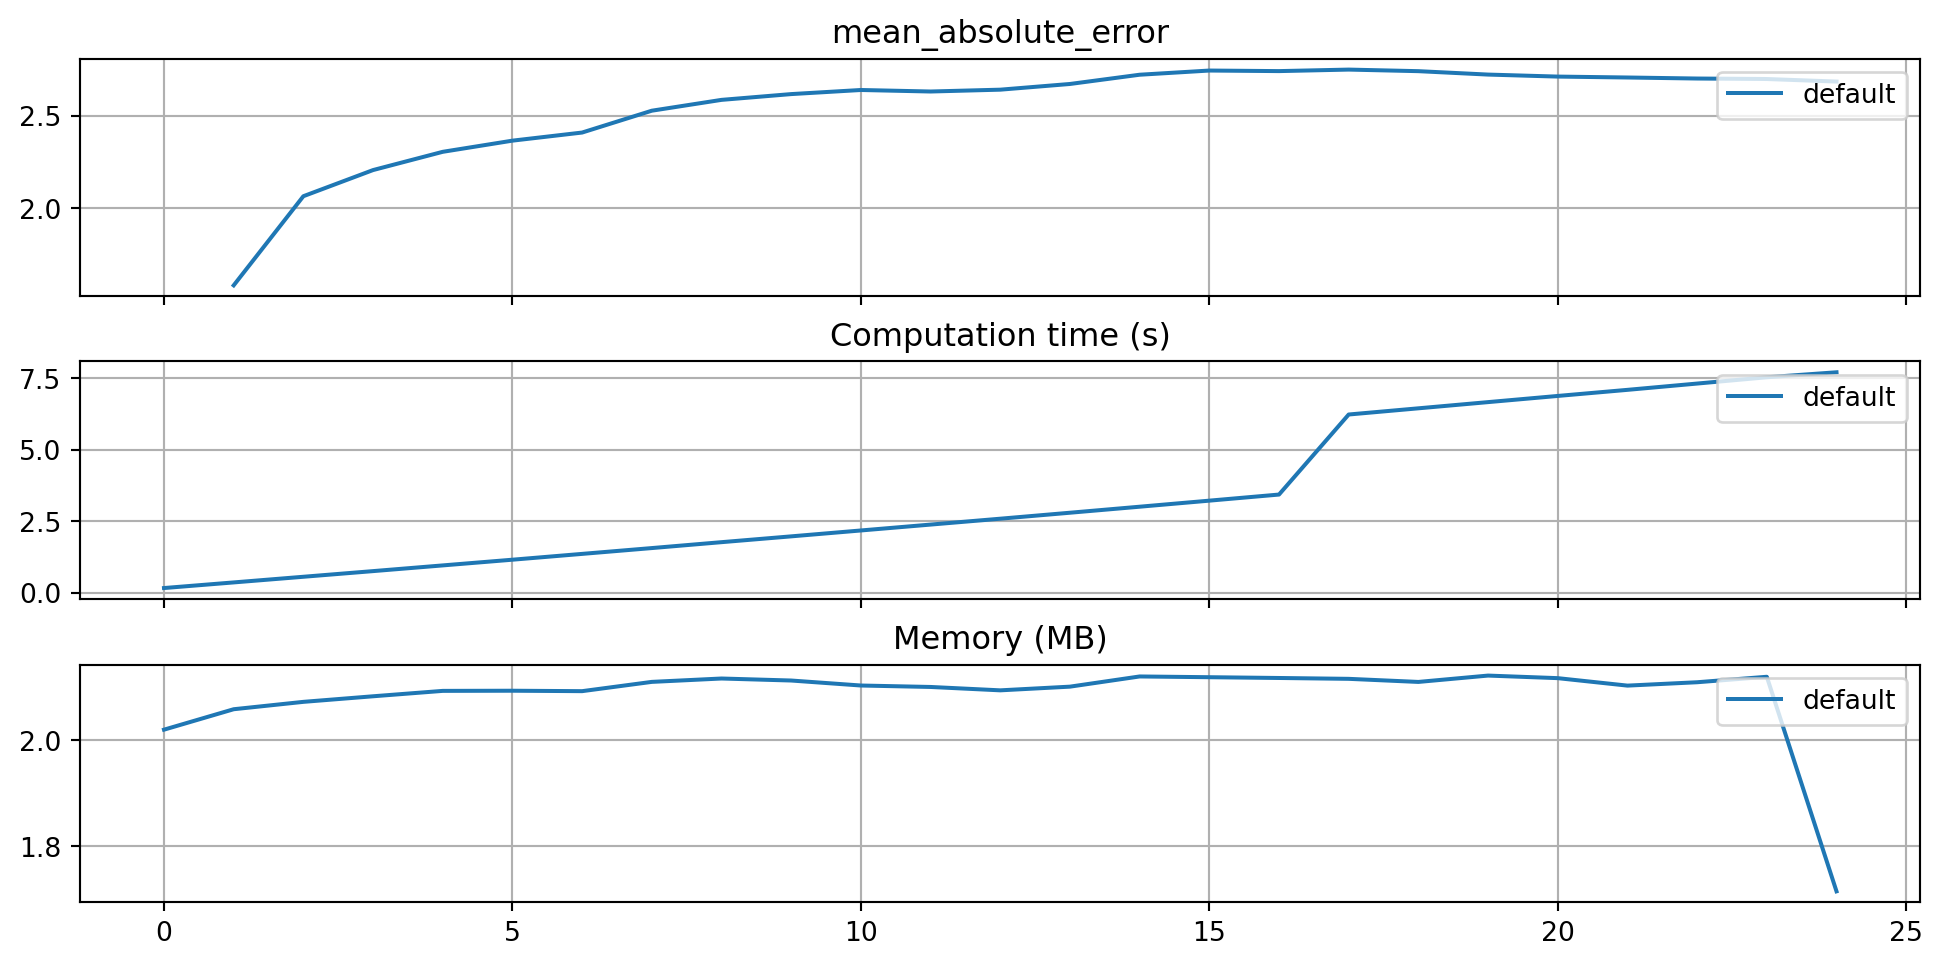 mean_absolute_error
2.5
2.0
default
Computation time (s)
7.5
5.0
2.5
0.0
default
Memory (MB)
2.0
1.8
default
0 5 10 15 20 25